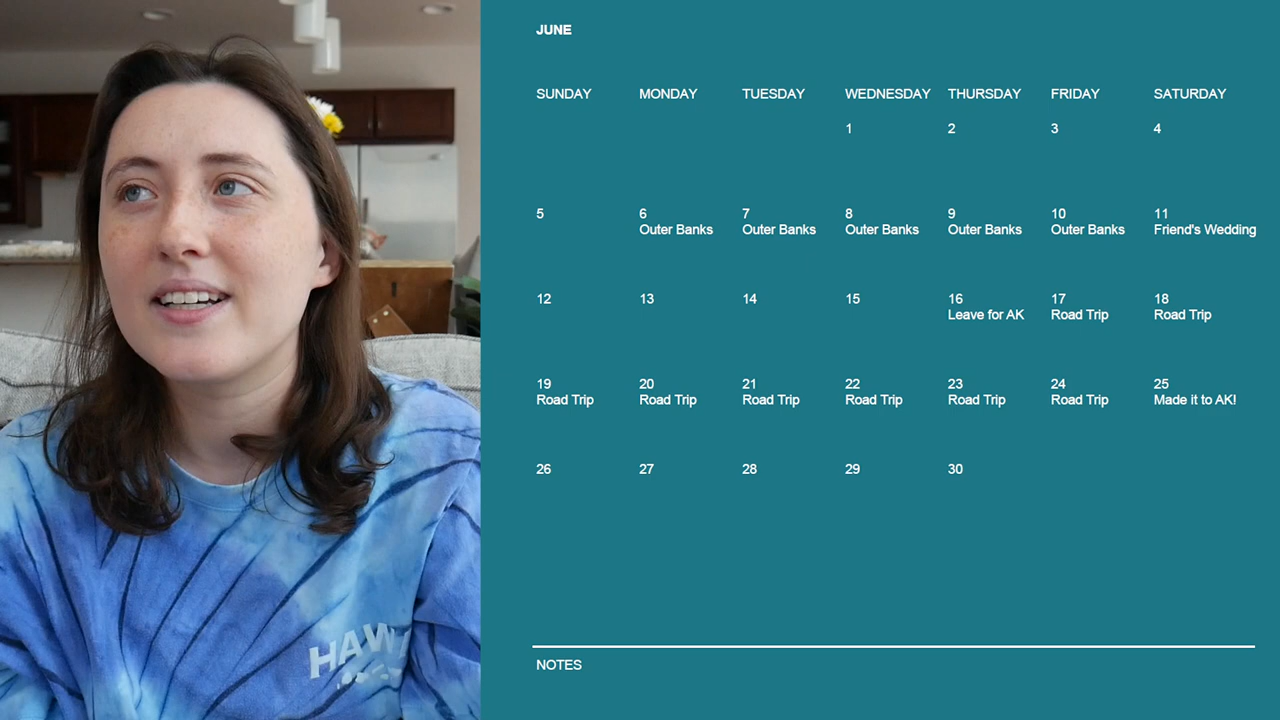 JUNE
SUNDAY MONDAY TUESDAY WEDNESDAY THURSDAY FRIDAY SATURDAY
1 2 3 4
5 6 7 8 9 10 11
Outer Banks Outer Banks Outer Banks Outer Banks Outer Banks Friend's Wedding
12 13 14 15 16 17 18
Leave for AK Road Trip Road Trip
19 20 21 22 23 24 25
Road Trip Road Trip Road Trip Road Trip Road Trip Road Trip Made it to AK!
26 27 28 29 30
NOTES